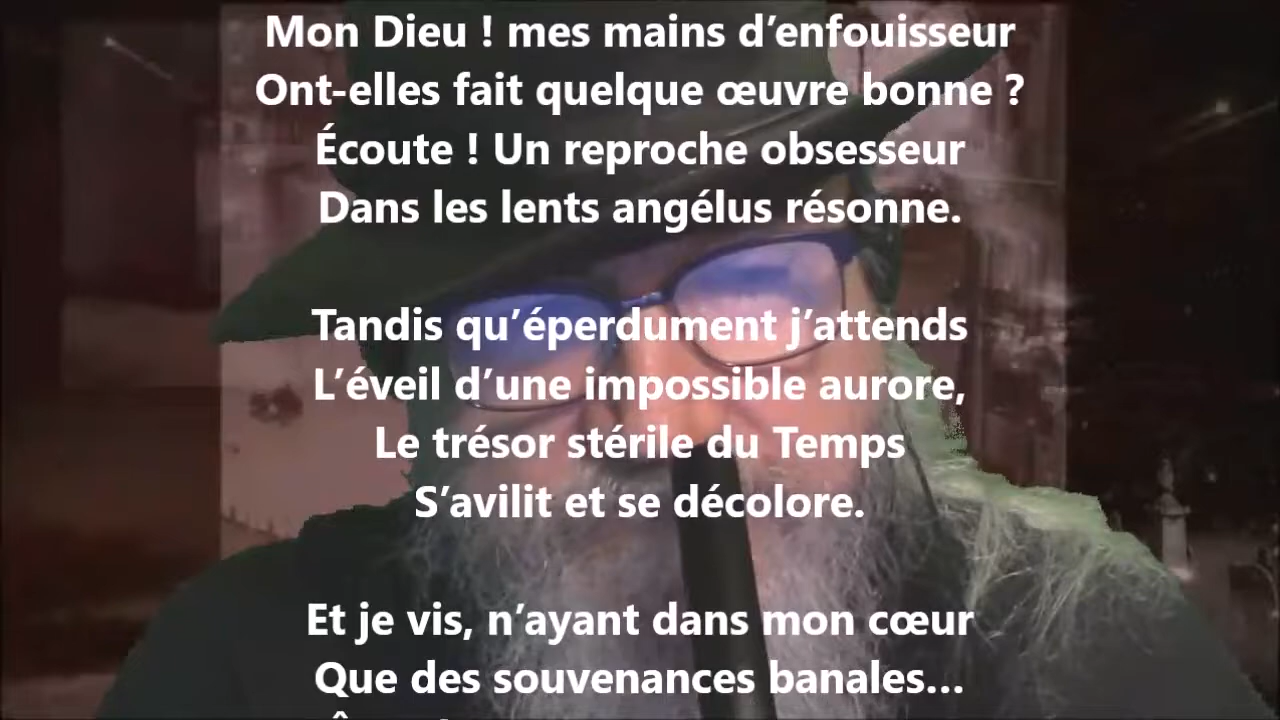 Mon Dieu ! mes mains d’enfouisseur
Ont-elles fait quelque œuvre bonne ?
Écoute ! Un reproche obsesseur
Dans les lents angélus résonne.
Tandis qu’éperdument j’attends
L’éveil d’une impossible aurore,
Le trésor stérile du Temps
S’avilit et se décolore.
Et je vis, n’ayant dans mon cœur
Que des souvenances banales…